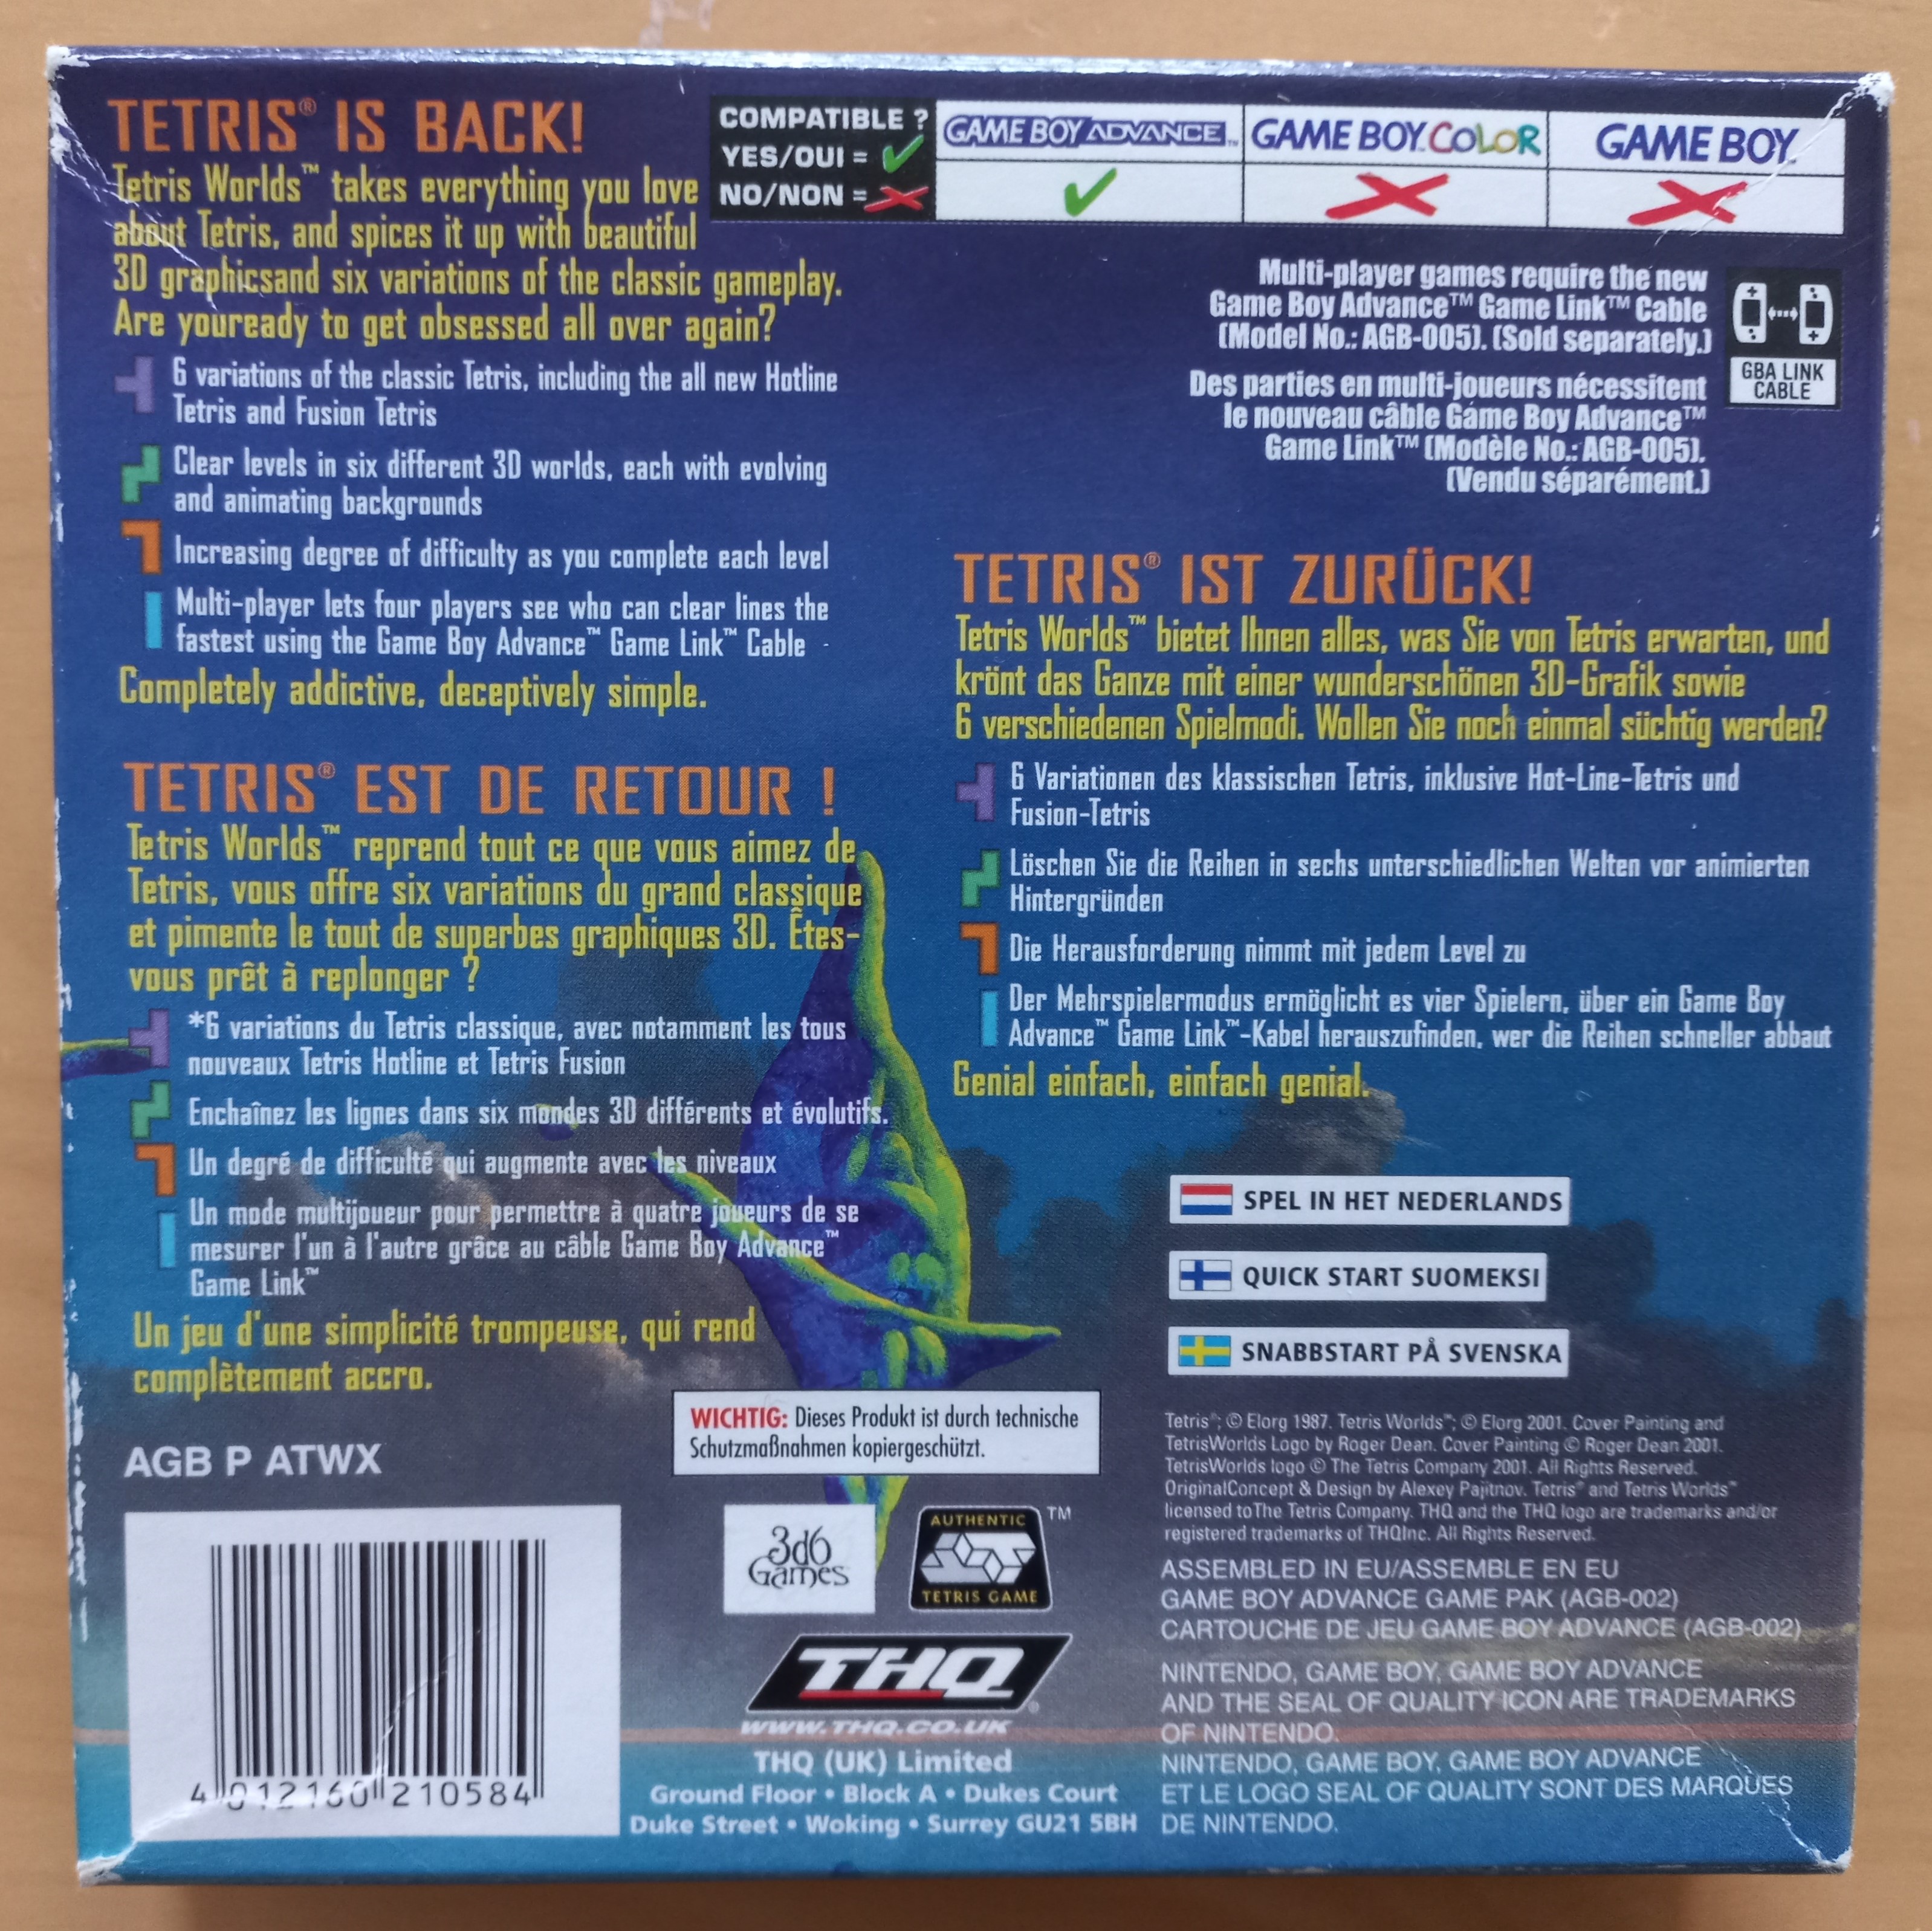 TETRIS® IS BACK!
Tetris Worlds™ takes everything you love
about Tetris, and spices it up with beautiful
3D graphicsand six variations of the classic gameplay.
Are youready to get obsessed all over again?
6 variations of the classic Tetris, including the all new Hotline
Tetris and Fusion Tetris
Clear levels in six different 3D worlds, each with evolving
and animating backgrounds
Increasing degree of difficulty as you complete each level
Multi-player lets four players see who can clear lines the
fastest using the Game Boy Advance™ Game Link™ Cable
Completely addictive, deceptively simple.
COMPATIBLE ?
YES/OUI =
NO/NON =
GAME BOY ADVANCE™
GAME BOY COLOR
GAME BOY
Multi-player games require the new
Game Boy Advance™ Game Link™ Cable
(Model No.: AGB-005). (Sold separately.)
Des parties en multi-joueurs nécessitent
le nouveau câble Game Boy Advance™
Game Link™ (Modèle No.: AGB-005).
(Vendu séparément.)
GBA LINK
CABLE
TETRIS® EST DE RETOUR !
Tetris Worlds™ reprend tout ce que vous aimez de
Tetris, vous offre six variations du grand classique
et pimente le tout de superbes graphiques 3D. Êtes-
vous prêt à replonger ?
*6 variations du Tetris classique, avec notamment les tous
nouveaux Tetris Hotline et Tetris Fusion
Enchaînez les lignes dans six mondes 3D différents et évolutifs.
Un degré de difficulté qui augmente avec les niveaux
Un mode multijoueur pour permettre à quatre joueurs de se
mesurer l'un à l'autre grâce au câble Game Boy Advance™
Game Link™
Un jeu d'une simplicité trompeuse, qui rend
complètement accro.
TETRIS® IST ZURÜCK!
Tetris Worlds™ bietet Ihnen alles, was Sie von Tetris erwarten, und
krönt das Ganze mit einer wunderschönen 3D-Grafik sowie
6 verschiedenen Spielmodi. Wollen Sie noch einmal süchtig werden?
6 Variationen des klassischen Tetris, inklusive Hot-Line-Tetris und
Fusion-Tetris
Löschen Sie die Reihen in sechs unterschiedlichen Welten vor animierten
Hintergründen
Die Herausforderung nimmt mit jedem Level zu
Der Mehrspielermodus ermöglicht es vier Spielern, über ein Game Boy
Advance™ Game Link™-Kabel herauszufinden, wer die Reihen schneller abbaut
Genial einfach, einfach genial.
SPEL IN HET NEDERLANDS
QUICK START SUOMEKSI
SNABBSTART PÅ SVENSKA
WICHTIG: Dieses Produkt ist durch technische
Schutzmaßnahmen kopiergeschützt.
AGB P ATWX
4 012160 210584
3d6
Games
AUTHENTIC
TETRIS GAME
™
THQ®
WWW.THQ.CO.UK
THQ (UK) Limited
Ground Floor • Block A • Dukes Court
Duke Street • Woking • Surrey GU21 5BH
Tetris®; © Elorg 1987. Tetris Worlds™; © Elorg 2001. Cover Painting and
TetrisWorlds Logo by Roger Dean. Cover Painting © Roger Dean 2001.
TetrisWorlds logo © The Tetris Company 2001. All Rights Reserved.
OriginalConcept & Design by Alexey Pajitnov. Tetris® and Tetris Worlds™
licensed toThe Tetris Company. THQ and the THQ logo are trademarks and/or
registered trademarks of THQInc. All Rights Reserved.
ASSEMBLED IN EU/ASSEMBLE EN EU
GAME BOY ADVANCE GAME PAK (AGB-002)
CARTOUCHE DE JEU GAME BOY ADVANCE (AGB-002)
NINTENDO, GAME BOY, GAME BOY ADVANCE
AND THE SEAL OF QUALITY ICON ARE TRADEMARKS
OF NINTENDO.
NINTENDO, GAME BOY, GAME BOY ADVANCE
ET LE LOGO SEAL OF QUALITY SONT DES MARQUES
DE NINTENDO.